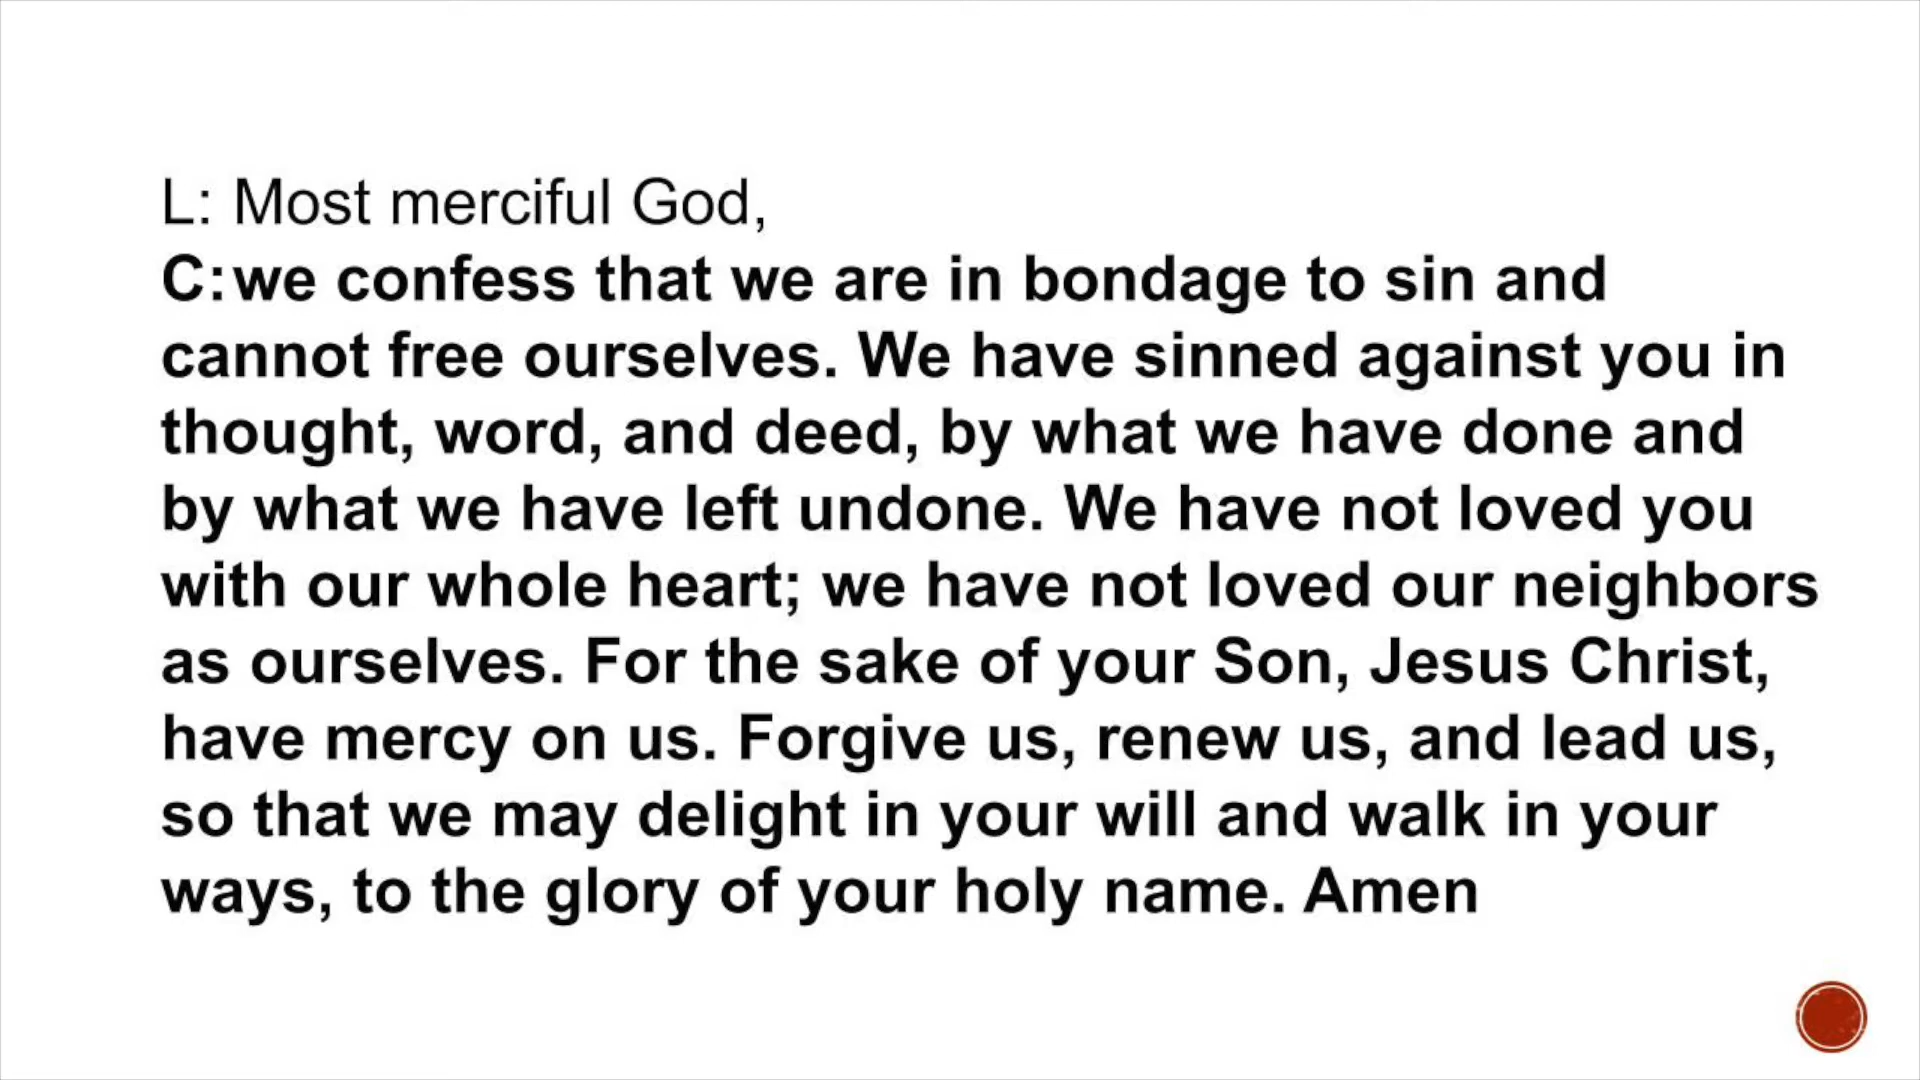 L: Most merciful God,
C: we confess that we are in bondage to sin and
cannot free ourselves. We have sinned against you in
thought, word, and deed, by what we have done and
by what we have left undone. We have not loved you
with our whole heart; we have not loved our neighbors
as ourselves. For the sake of your Son, Jesus Christ,
have mercy on us. Forgive us, renew us, and lead us,
so that we may delight in your will and walk in your
ways, to the glory of your holy name. Amen